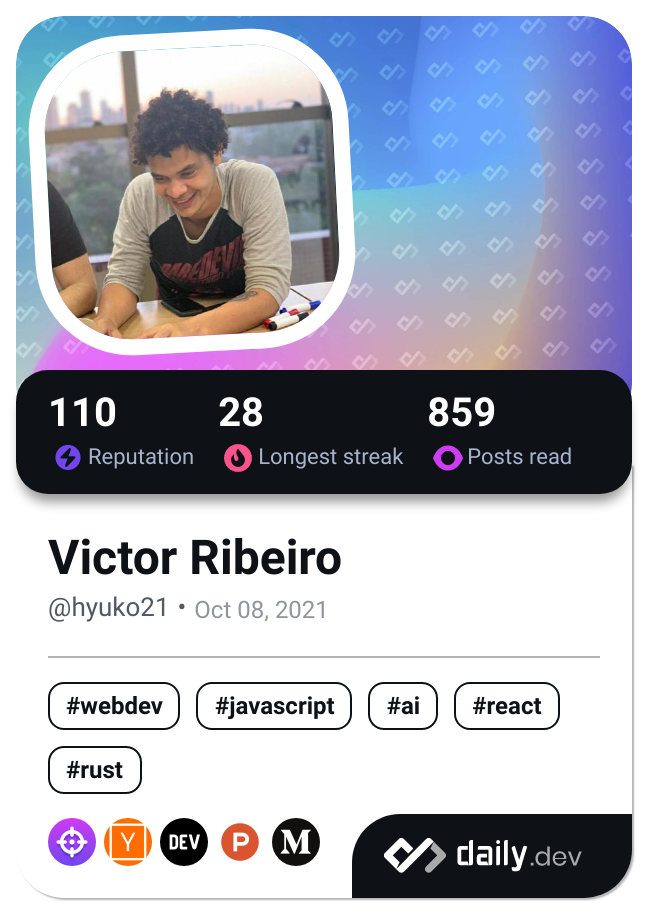 DAREDEVIL
110 28 859
Reputation Longest streak Posts read
Victor Ribeiro
@hyuko21 • Oct 08, 2021
#webdev #javascript #ai #react
#rust
Y DEV P M
daily.dev